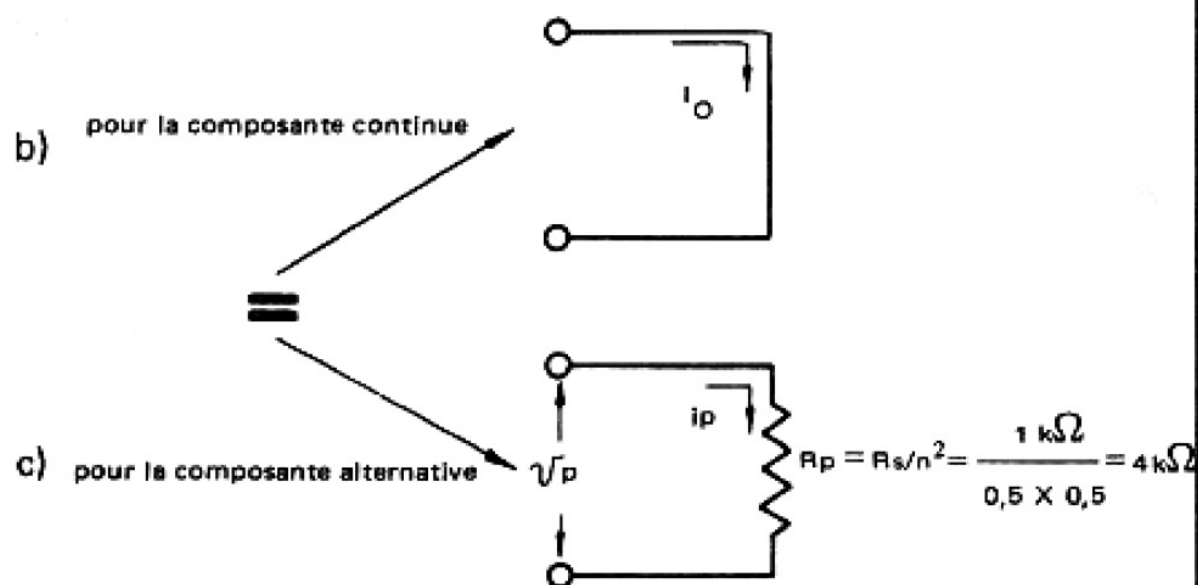 b) pour la composante continue
I₀
=
c) pour la composante alternative
vp
ip
Rp = Rs/n² = 1 kΩ / 0,5 X 0,5 = 4 kΩ